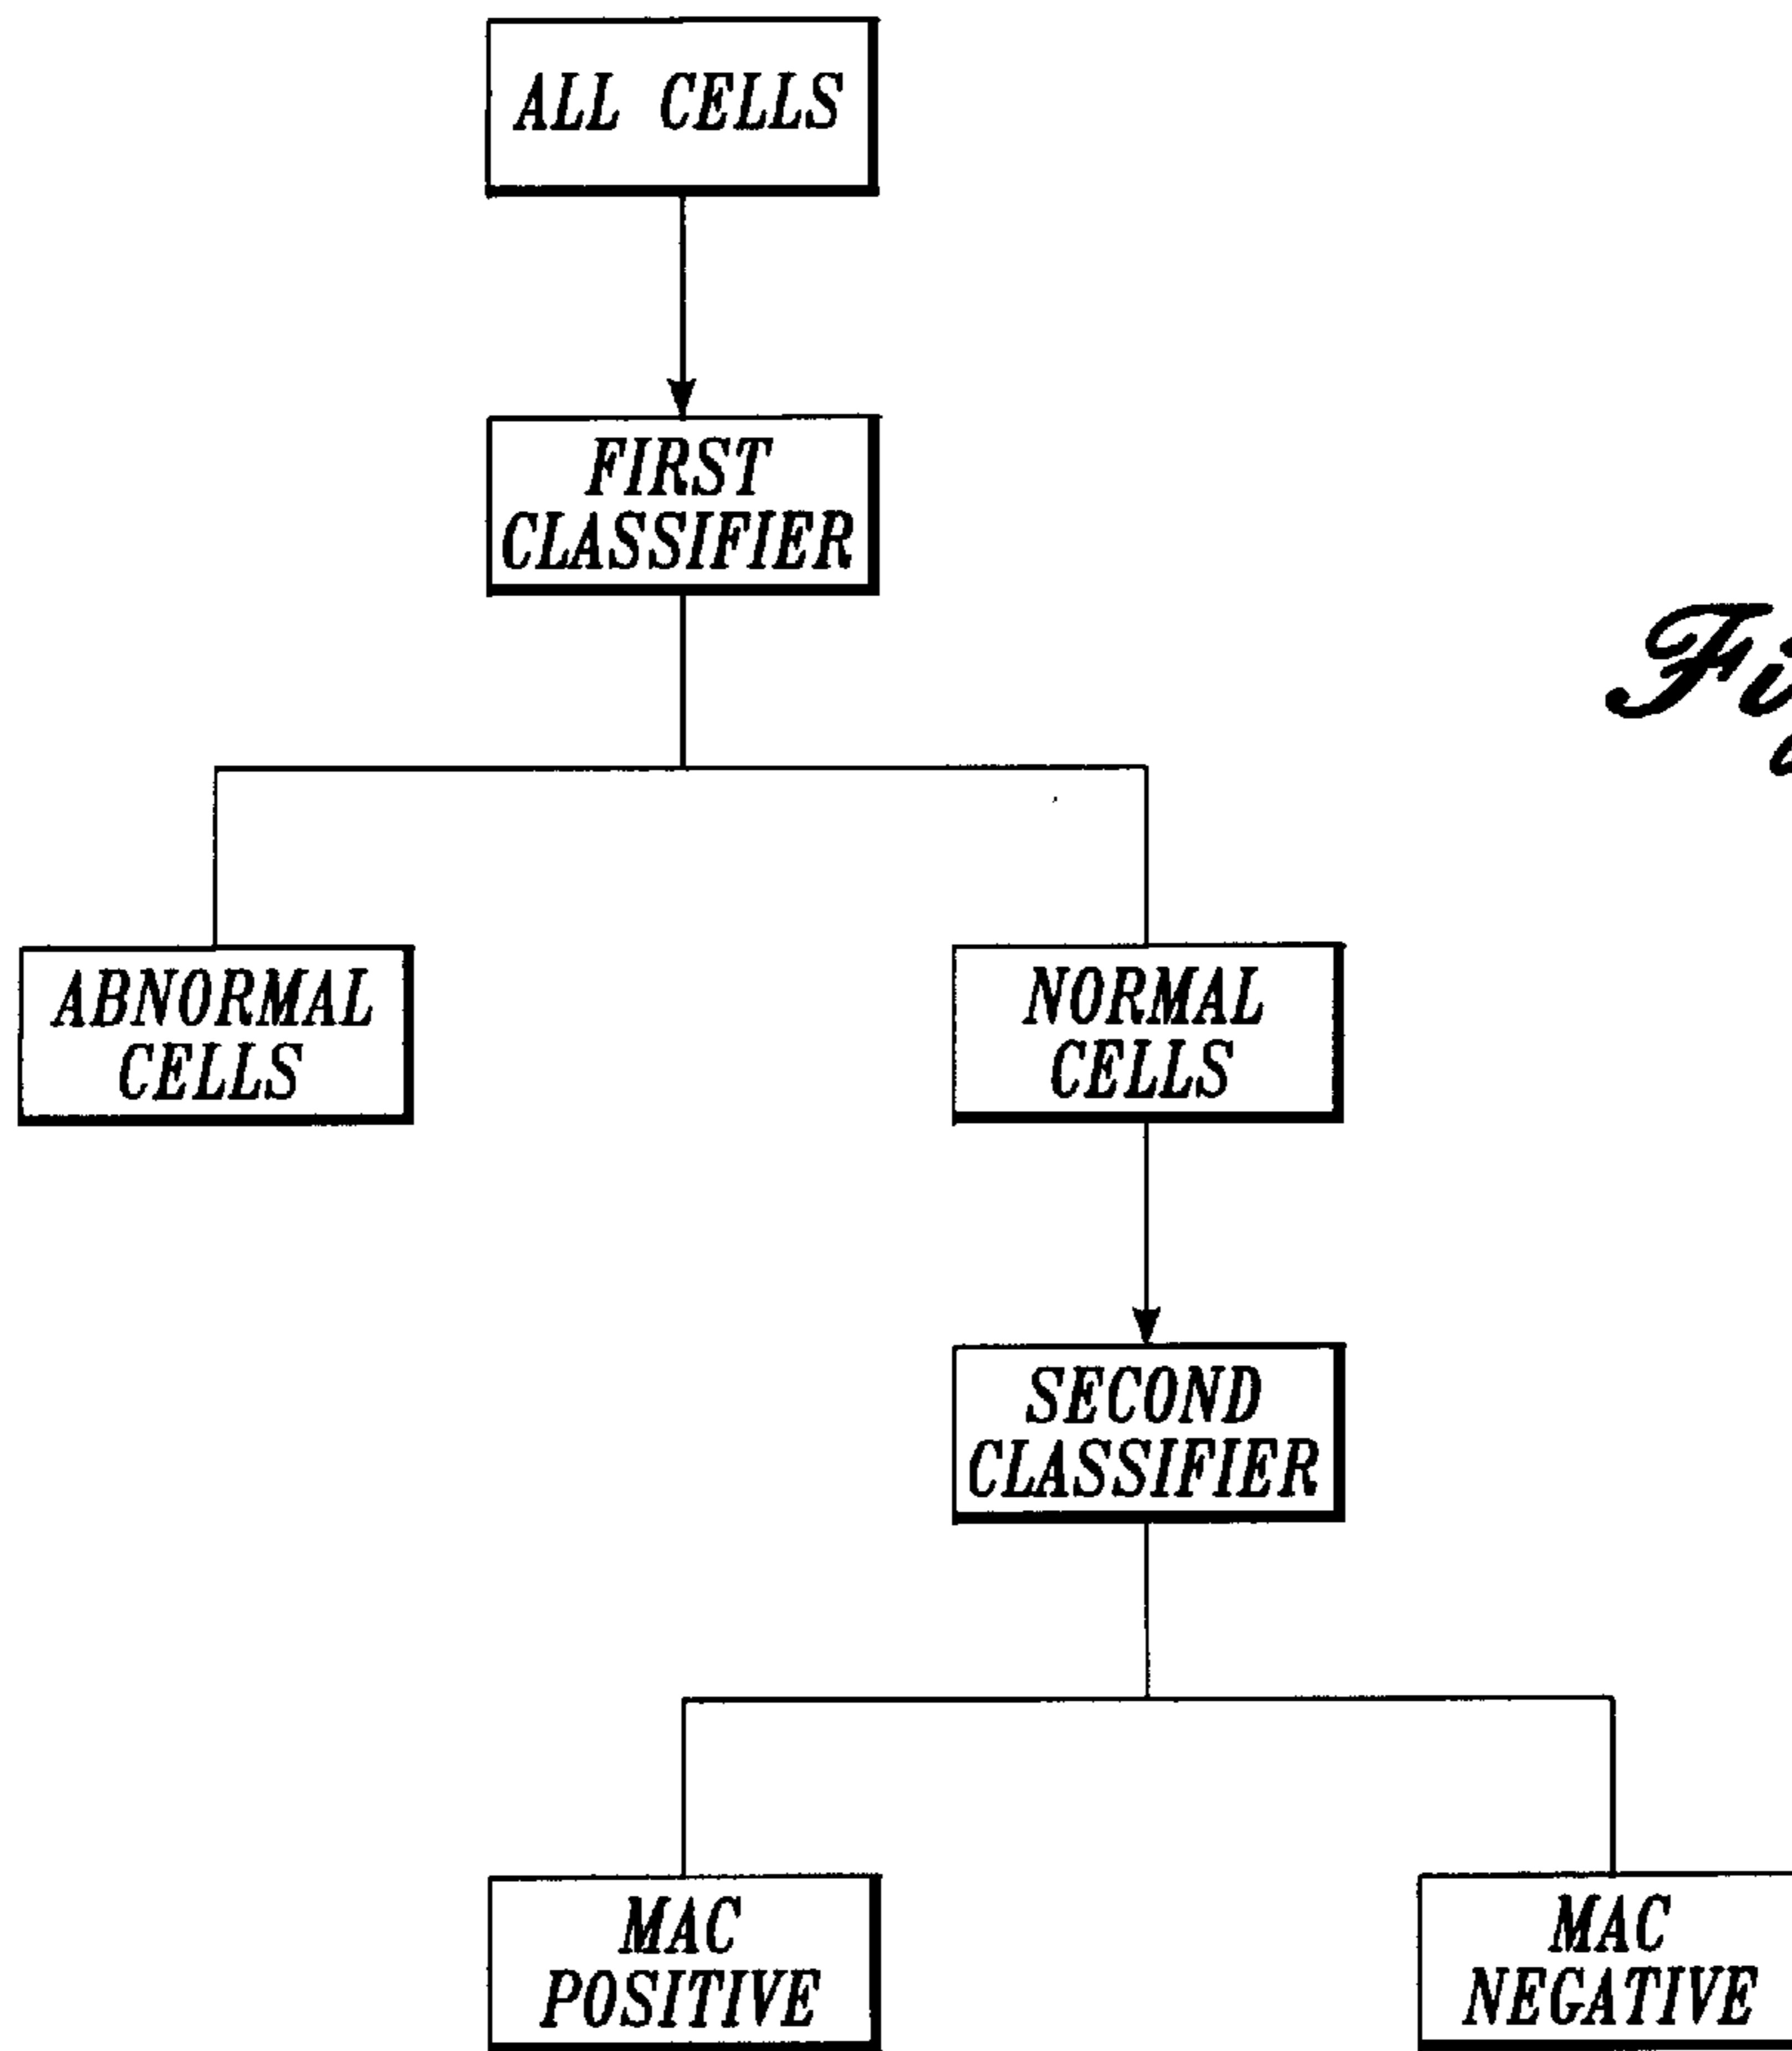 ALL CELLS
FIRST
CLASSIFIER
ABNORMAL
CELLS
NORMAL
CELLS
SECOND
CLASSIFIER
MAC
POSITIVE
MAC
NEGATIVE